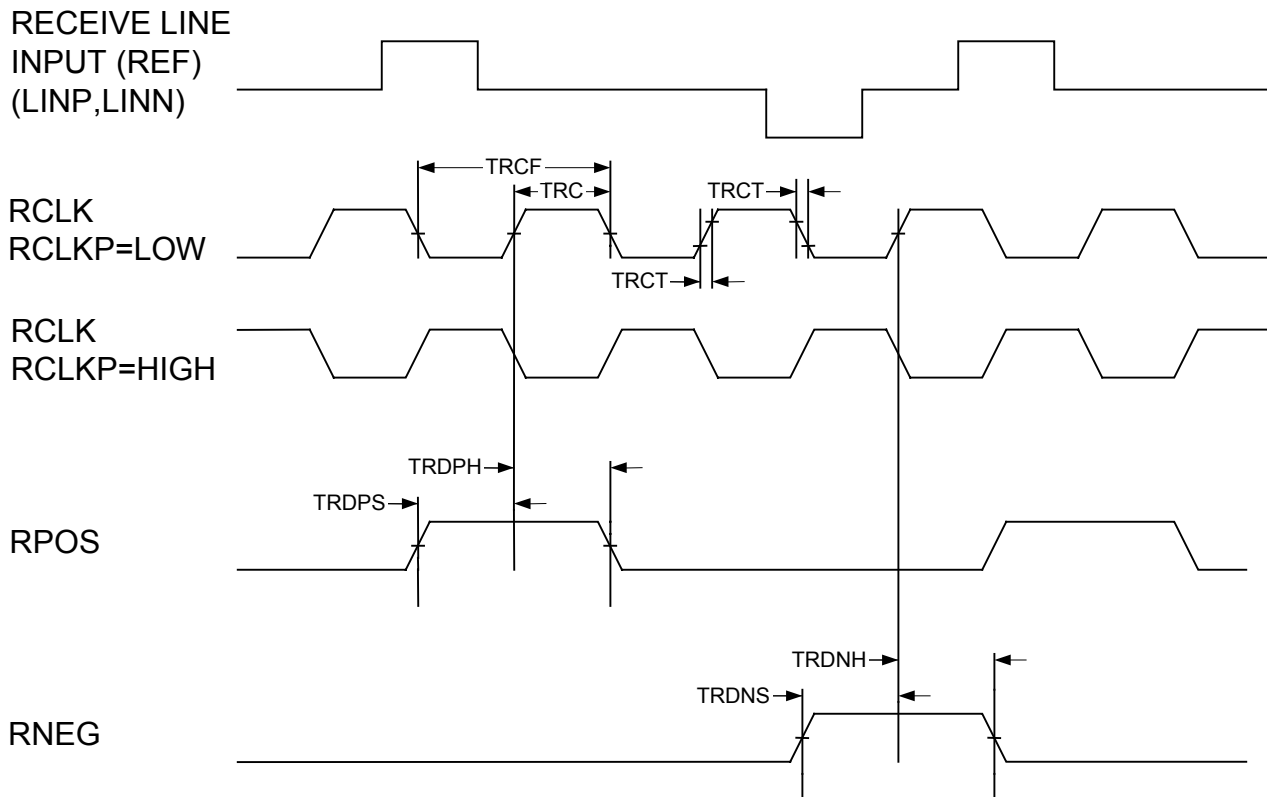 RECEIVE LINE
INPUT (REF)
(LINP,LINN)
TRCF
TRC
TRCT
RCLK
RCLKP=LOW
TRCT
RCLK
RCLKP=HIGH
TRDPH
TRDPS
RPOS
TRDNH
TRDNS
RNEG